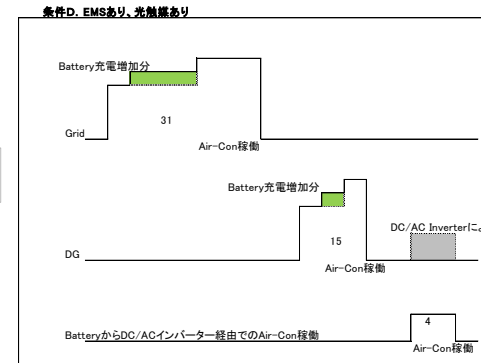 条件D. EMSあり、光触媒あり
Battery充電増加分
31
Grid
Air-Con稼働
Battery充電増加分
DC/AC Inverterに
15
DG
Air-Con稼働
4
BatteryからDC/ACインバーター経由でのAir-Con稼働
Air-Con稼働